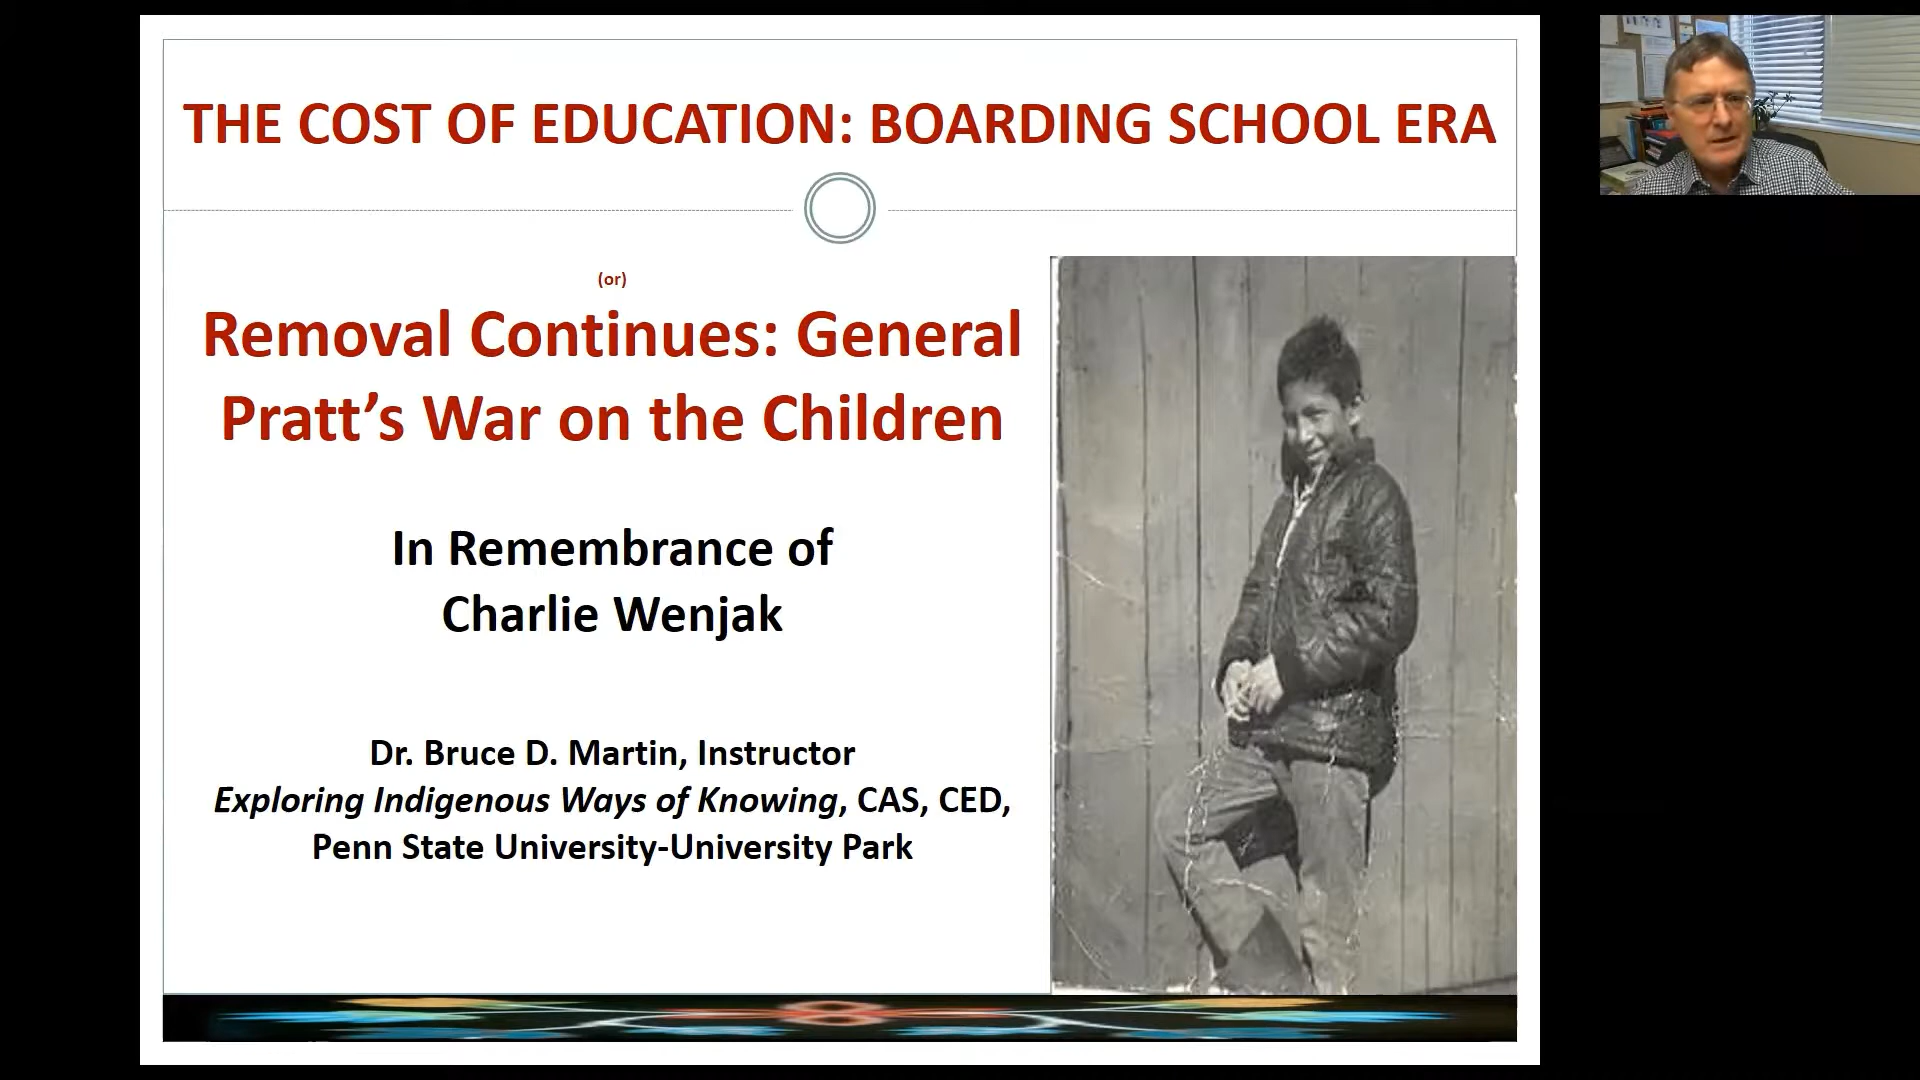 THE COST OF EDUCATION: BOARDING SCHOOL ERA
(or)
Removal Continues: General
Pratt’s War on the Children
In Remembrance of
Charlie Wenjak
Dr. Bruce D. Martin, Instructor
Exploring Indigenous Ways of Knowing, CAS, CED,
Penn State University-University Park